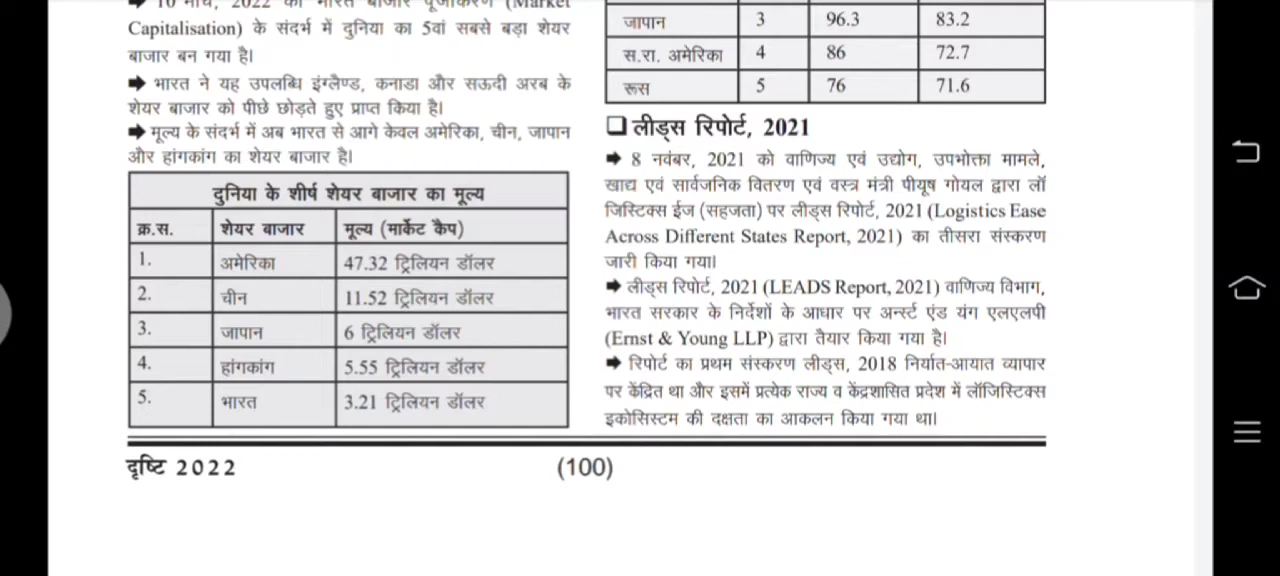 ➡ 10 मार्च, 2022 को भारत बाजार पूंजीकरण (Market
Capitalisation) के संदर्भ में दुनिया का 5वां सबसे बड़ा शेयर
बाजार बन गया है।
➡ भारत ने यह उपलब्धि इंग्लैण्ड, कनाडा और सऊदी अरब के
शेयर बाजार को पीछे छोड़ते हुए प्राप्त किया है।
➡ मूल्य के संदर्भ में अब भारत से आगे केवल अमेरिका, चीन, जापान
और हांगकांग का शेयर बाजार है।
दुनिया के शीर्ष शेयर बाजार का मूल्य
क्र.स. शेयर बाजार मूल्य (मार्केट कैप)
1. अमेरिका 47.32 ट्रिलियन डॉलर
2. चीन 11.52 ट्रिलियन डॉलर
3. जापान 6 ट्रिलियन डॉलर
4. हांगकांग 5.55 ट्रिलियन डॉलर
5. भारत 3.21 ट्रिलियन डॉलर
जापान 3 96.3 83.2
स.रा. अमेरिका 4 86 72.7
रूस 5 76 71.6
❑ लीड्स रिपोर्ट, 2021
➡ 8 नवंबर, 2021 को वाणिज्य एवं उद्योग, उपभोक्ता मामले,
खाद्य एवं सार्वजनिक वितरण एवं वस्त्र मंत्री पीयूष गोयल द्वारा लॉ
जिस्टिक्स ईज (सहजता) पर लीड्स रिपोर्ट, 2021 (Logistics Ease
Across Different States Report, 2021) का तीसरा संस्करण
जारी किया गया।
➡ लीड्स रिपोर्ट, 2021 (LEADS Report, 2021) वाणिज्य विभाग,
भारत सरकार के निर्देशों के आधार पर अर्न्स्ट एंड यंग एलएलपी
(Ernst & Young LLP) द्वारा तैयार किया गया है।
➡ रिपोर्ट का प्रथम संस्करण लीड्स, 2018 निर्यात-आयात व्यापार
पर केंद्रित था और इसमें प्रत्येक राज्य व केंद्रशासित प्रदेश में लॉजिस्टिक्स
इकोसिस्टम की दक्षता का आकलन किया गया था।
दृष्टि 2022 (100)